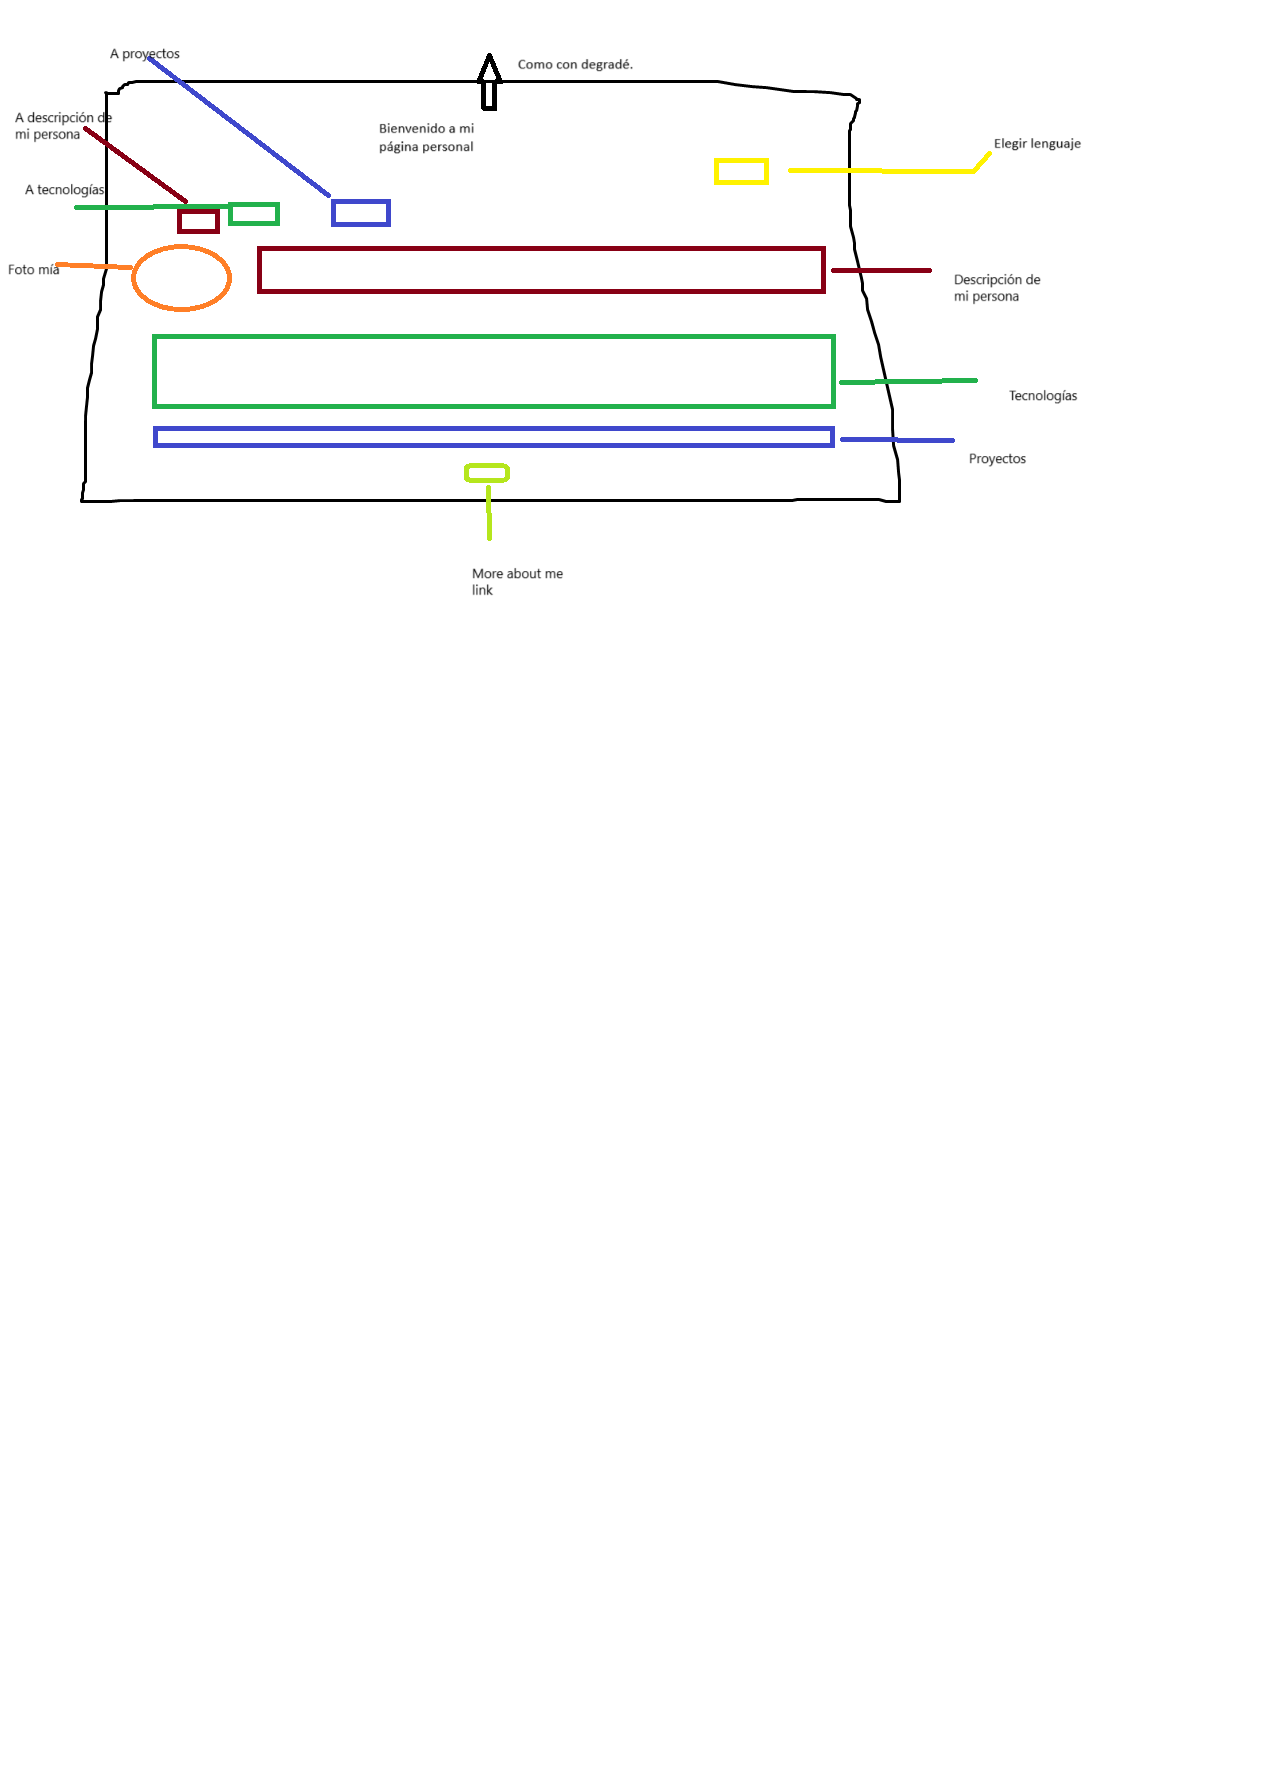 A proyectos
Como con degradé.
A descripción de
mi persona
Bienvenido a mi
página personal
Elegir lenguaje
A tecnologías
Foto mía
Descripción de
mi persona
Tecnologías
Proyectos
More about me
link